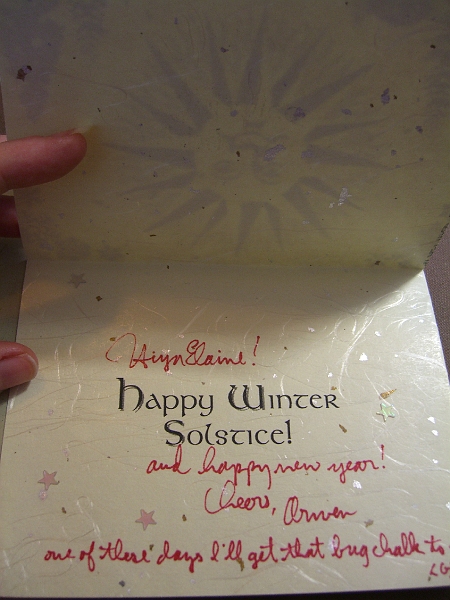 Hiya Elaine!
Happy Winter
Solstice!
and happy new year!
Cheers, Arwen
one of these days I'll get that bug chalk to